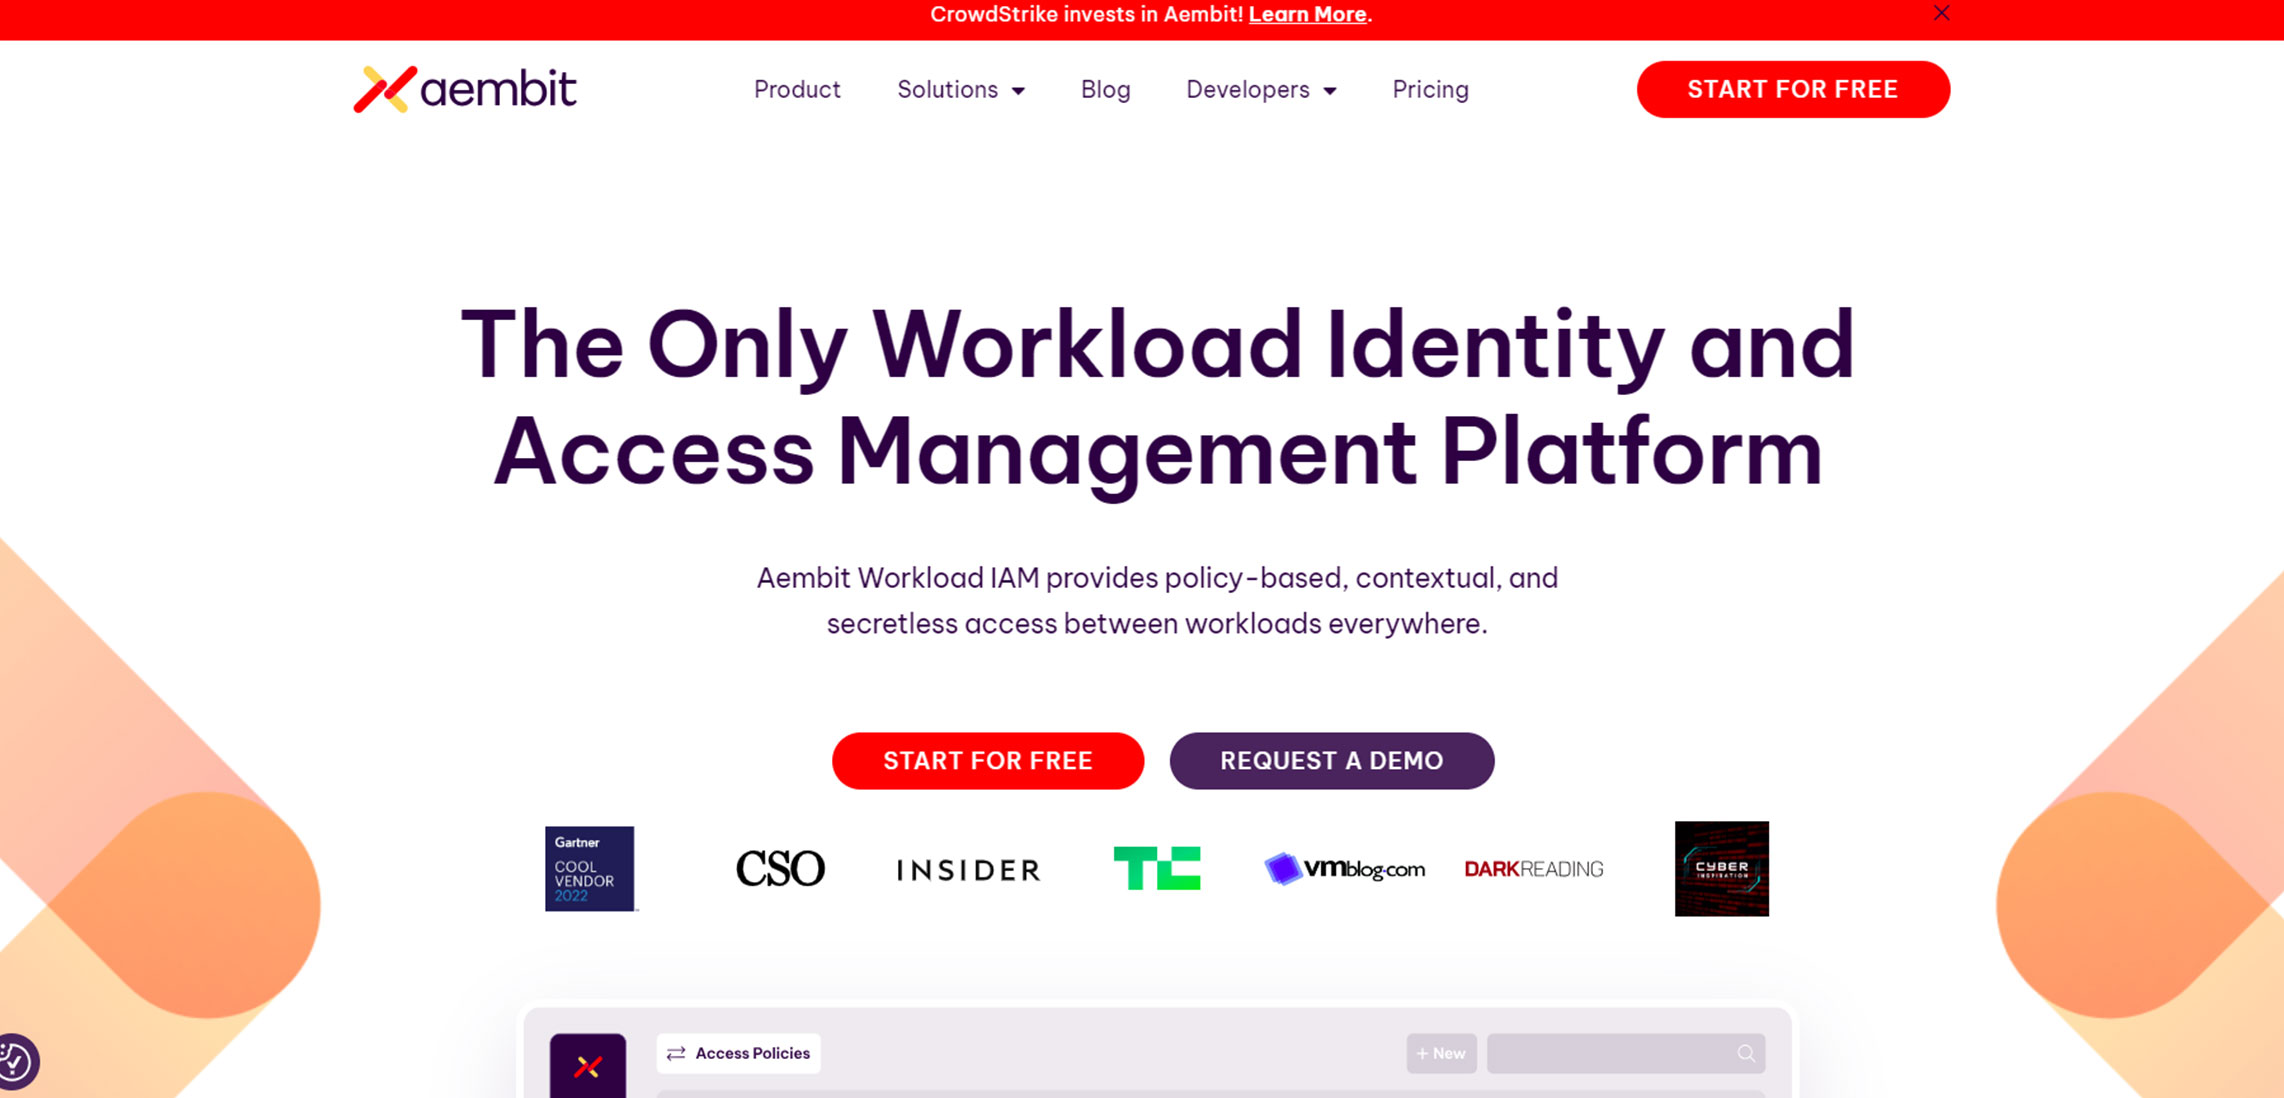 CrowdStrike invests in Aembit! Learn More.
aembit
Product
Solutions
Blog
Developers
Pricing
START FOR FREE
The Only Workload Identity and
Access Management Platform
Aembit Workload IAM provides policy-based, contextual, and
secretless access between workloads everywhere.
START FOR FREE
REQUEST A DEMO
Gartner
COOL
VENDOR
2022
CSO
INSIDER
TC
vmblog.com
DARKREADING
CYBER
INSPIRATION
Access Policies
+ New